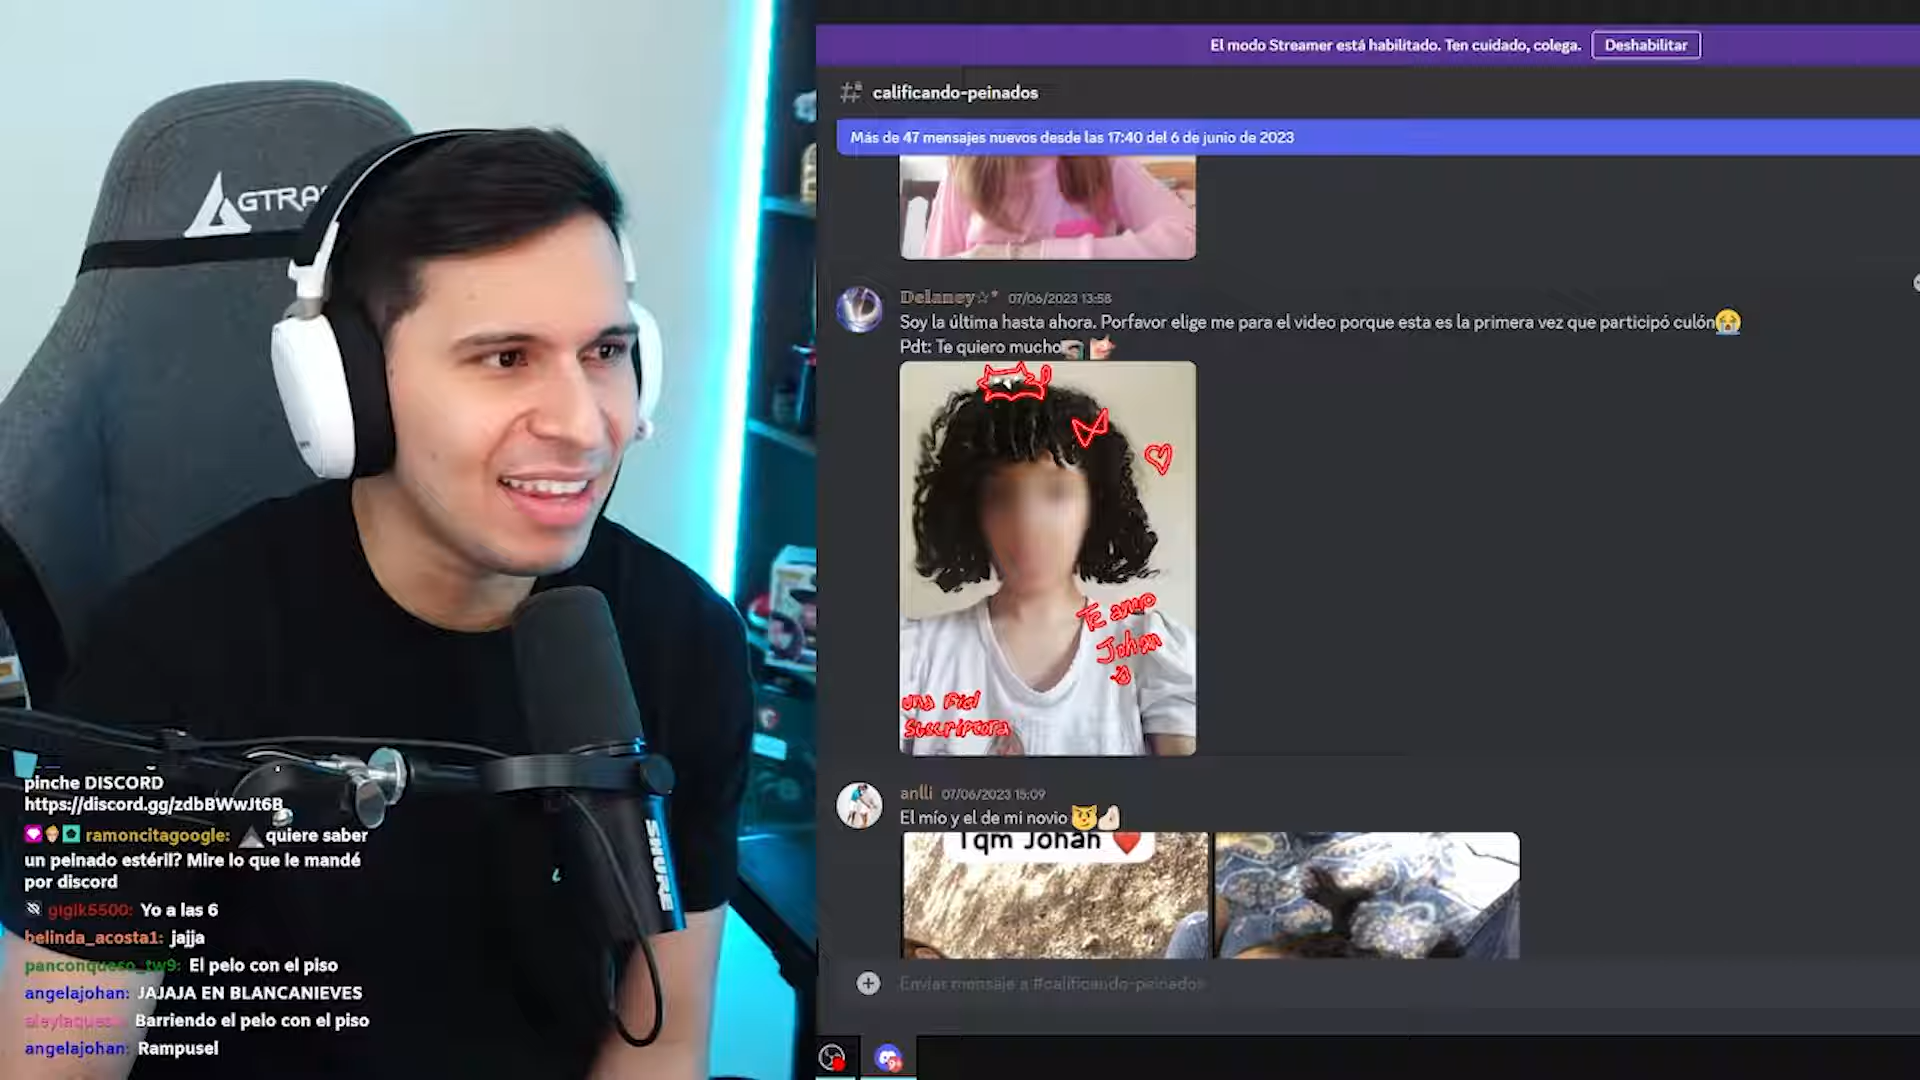 El modo Streamer está habilitado. Ten cuidado, colega.
Deshabilitar
calificando-peinados
Más de 47 mensajes nuevos desde las 17:40 del 6 de junio de 2023
Delaney☆* 07/06/2023 13:58
Soy la última hasta ahora. Porfavor elige me para el video porque esta es la primera vez que participó culón😭
Pdt: Te quiero mucho
Te amo
Johan
una fiel
Suscriptora
anlli 07/06/2023 15:09
El mío y el de mi novio
Tqm Johan ❤️
Enviar mensaje a #calificando-peinados
GTRA
SHURE
pinche DISCORD
https://discord.gg/zdbBWwJt6B
ramoncitagoogle: quiere saber
un peinado estéril? Mire lo que le mandé
por discord
giglk5500: Yo a las 6
belinda_acosta1: jajja
panconqueso_tw9: El pelo con el piso
angelajohan: JAJAJA EN BLANCANIEVES
Barriendo el pelo con el piso
angelajohan: Rampusel